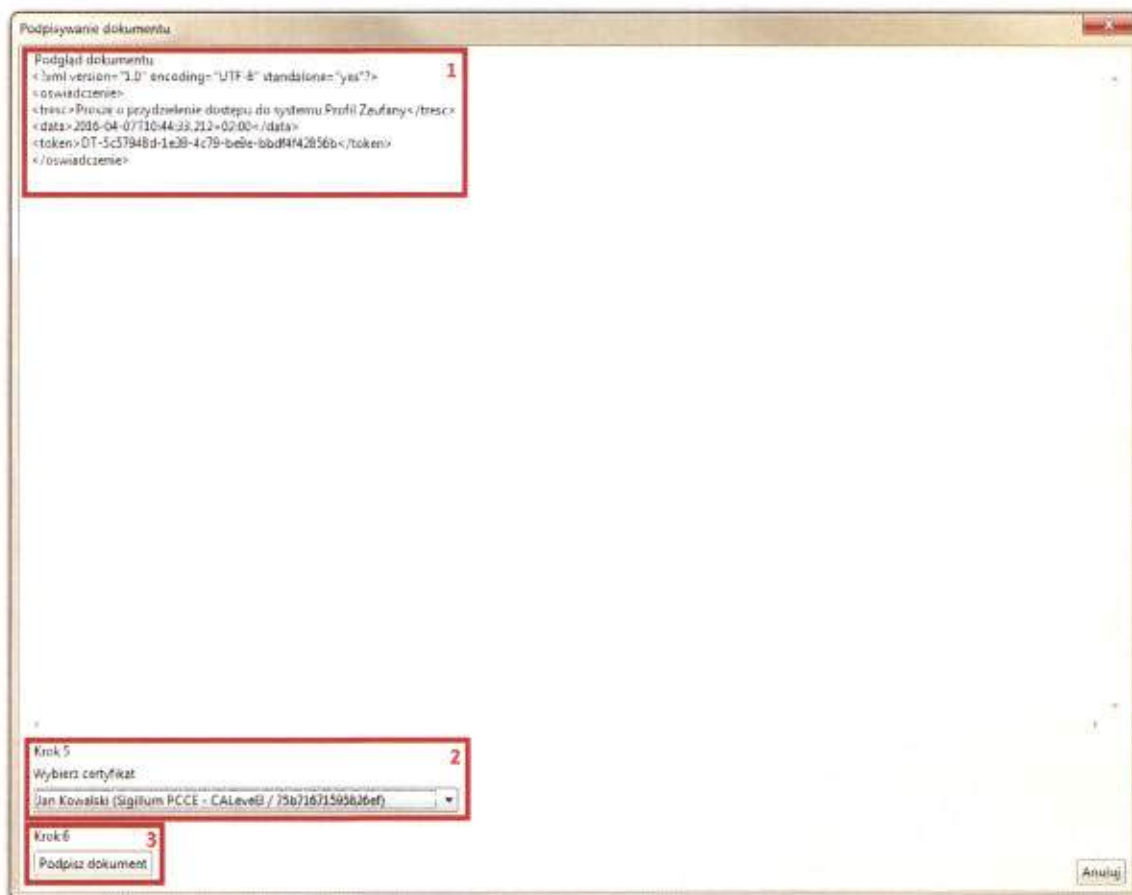 Podpisywanie dokumentu
Podgląd dokumentu
1
<?xml version="1.0" encoding="UTF-8" standalone="yes"?>
<oswiadczenie>
<tresc>Prosze o przydzielenie dostępu do systemu Profil Zaufany</tresc>
<data>2016-04-07T10:44:33.212+02:00</data>
<token>DT-5c57948d-1e39-4c79-be8e-bbdf4f42856b</token>
</oswiadczenie>
Krok 5
2
Wybierz certyfikat
Jan Kowalski (Sigillum PCCE - CALevel3 / 75b71671595826ef)
Krok 6
3
Podpisz dokument
Anuluj